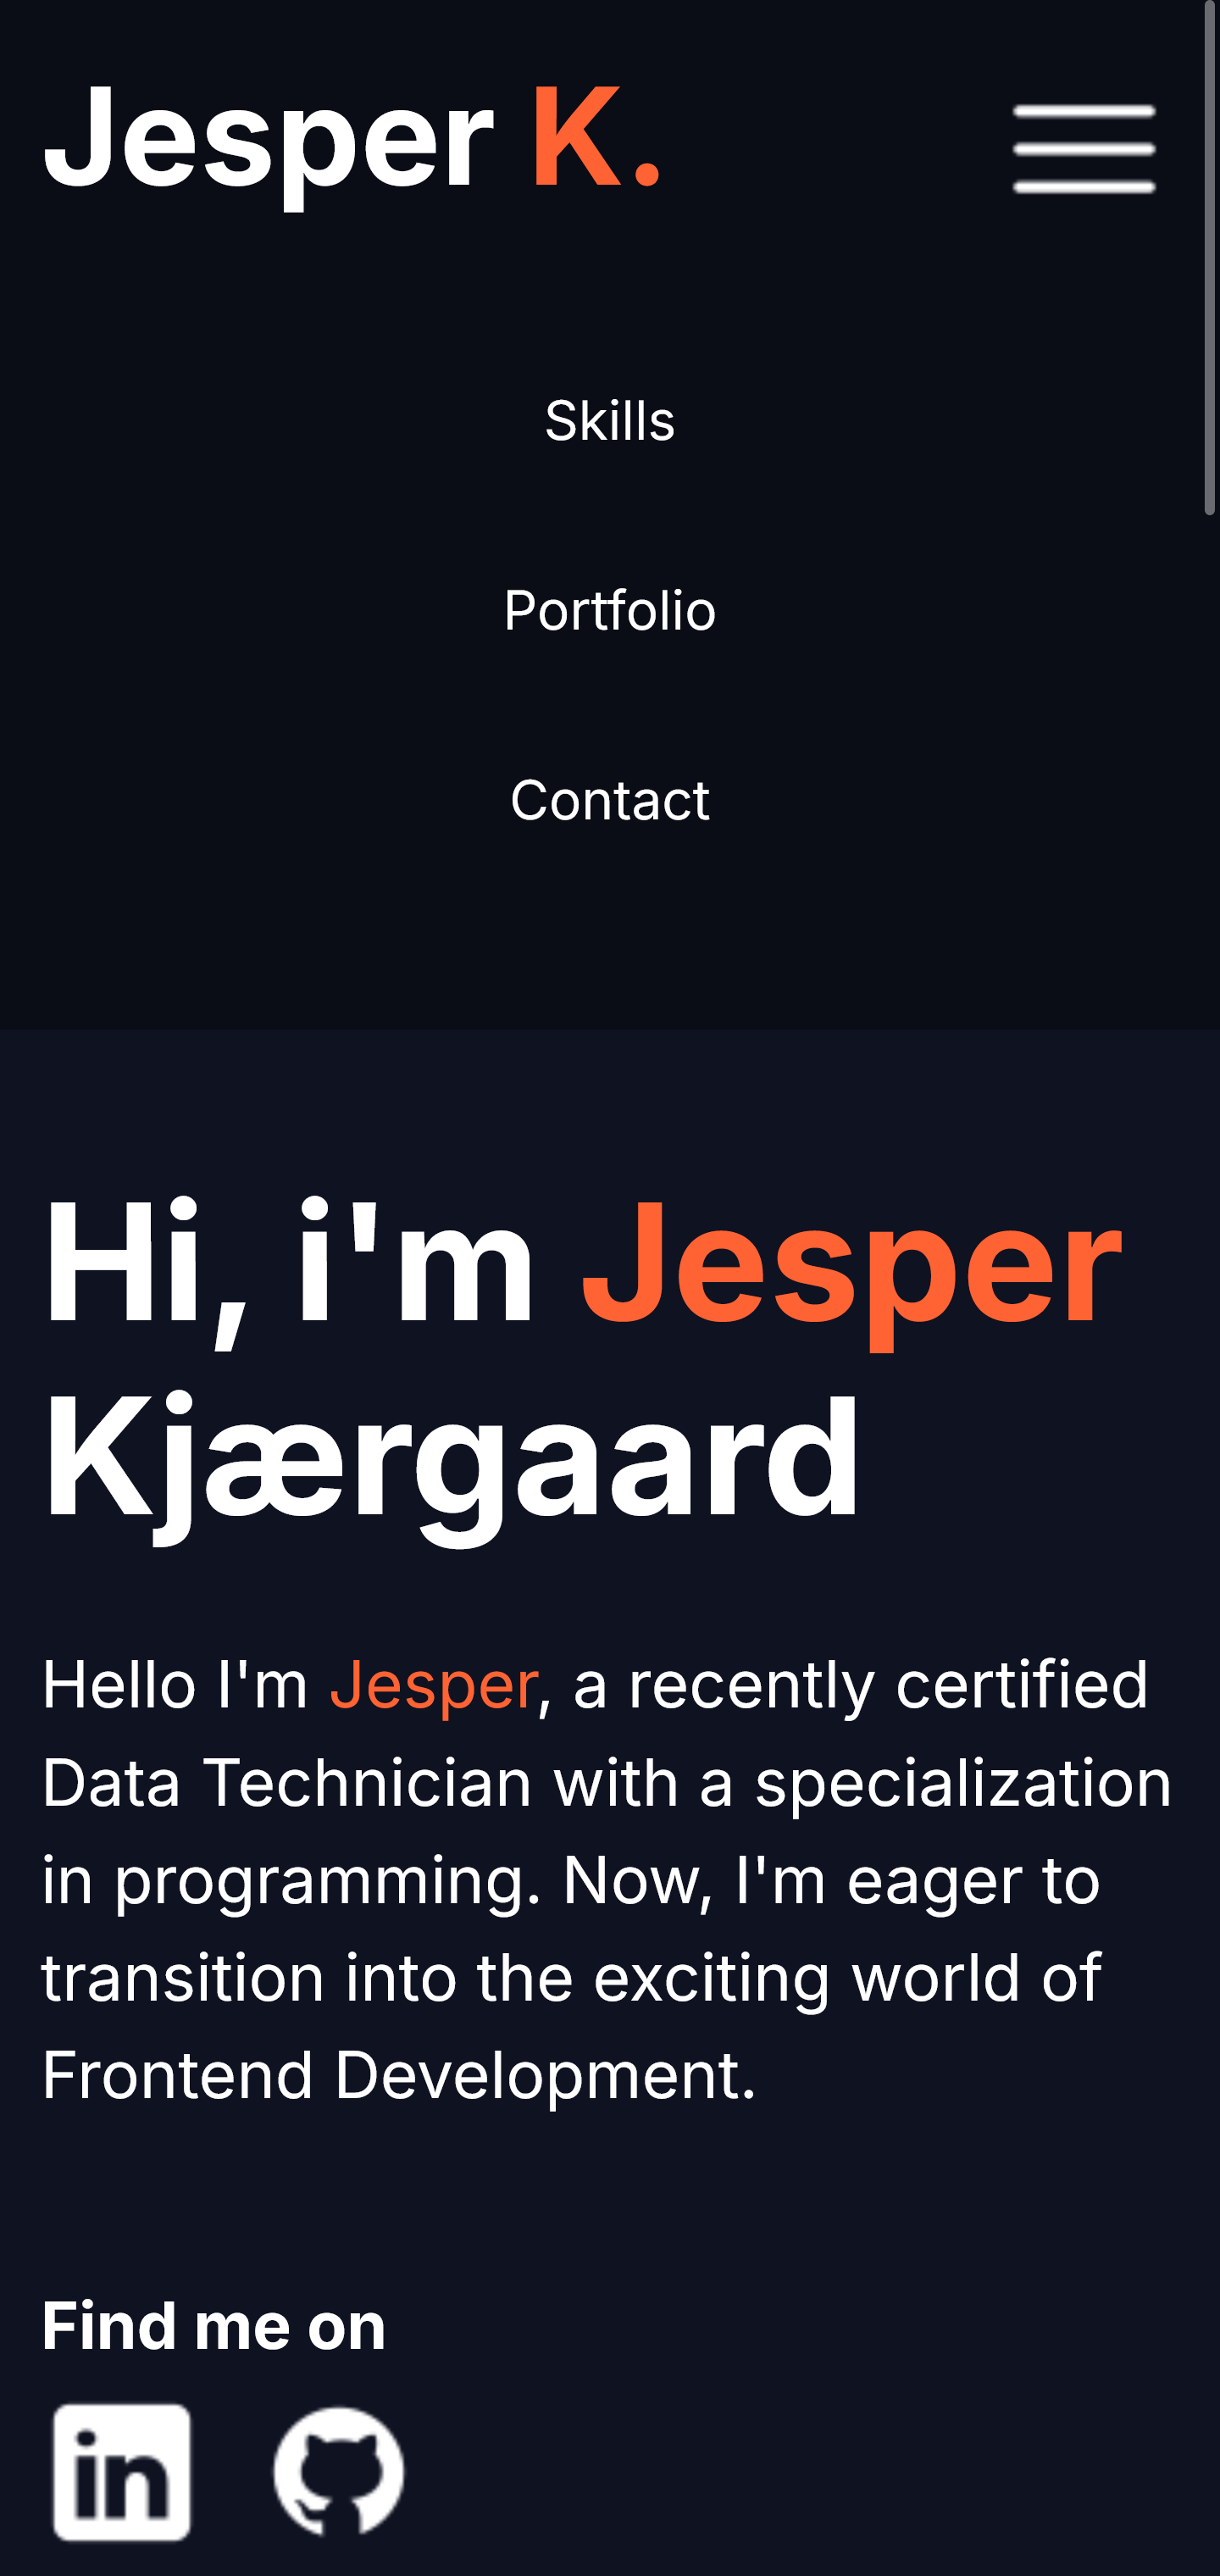 Jesper K.
Skills
Portfolio
Contact
Hi, i'm Jesper
Kjærgaard
Hello I'm Jesper, a recently certified
Data Technician with a specialization
in programming. Now, I'm eager to
transition into the exciting world of
Frontend Development.
Find me on
in